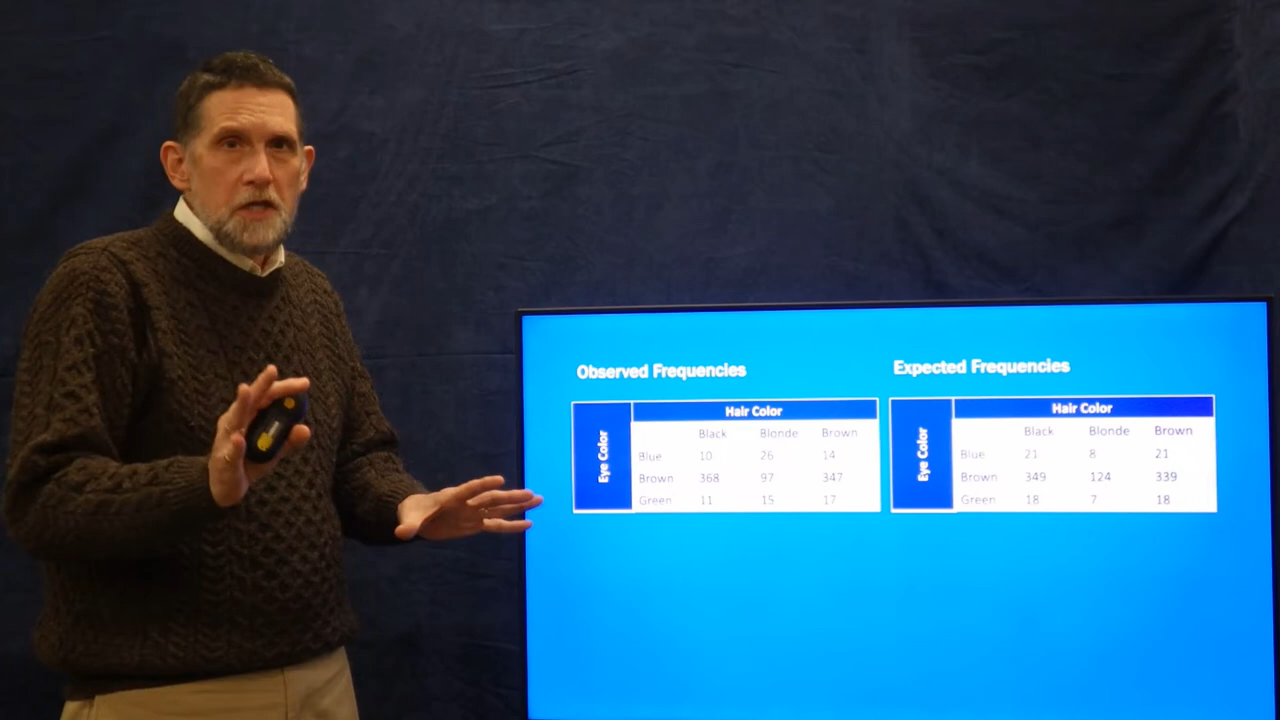 Observed Frequencies
Hair Color
Eye Color
Black Blonde Brown
Blue 10 26 14
Brown 368 97 347
Green 11 15 17
Expected Frequencies
Hair Color
Eye Color
Black Blonde Brown
Blue 21 8 21
Brown 349 124 339
Green 18 7 18